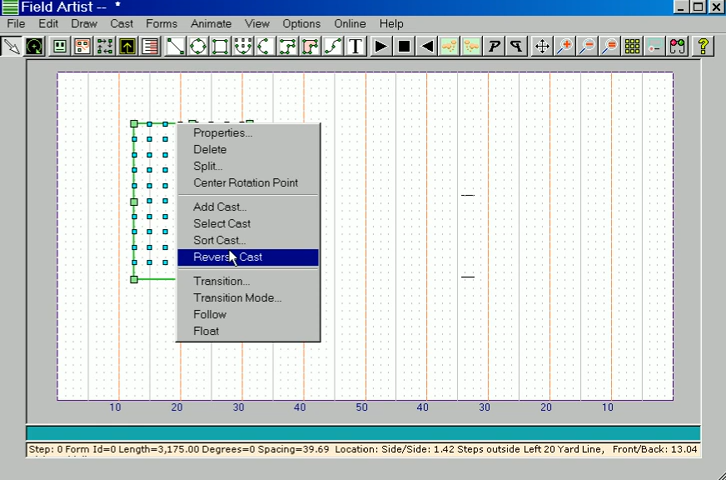 Field Artist -- *
File Edit Draw Cast Forms Animate View Options Online Help
T P ?
Properties...
Delete
Split...
Center Rotation Point
Add Cast...
Select Cast
Sort Cast...
Reverse Cast
Transition...
Transition Mode...
Follow
Float
10 20 30 40 50 40 30 20 10
Step: 0 Form Id=0 Length=3,175.00 Degrees=0 Spacing=39.69 Location: Side/Side: 1.42 Steps outside Left 20 Yard Line, Front/Back: 13.04